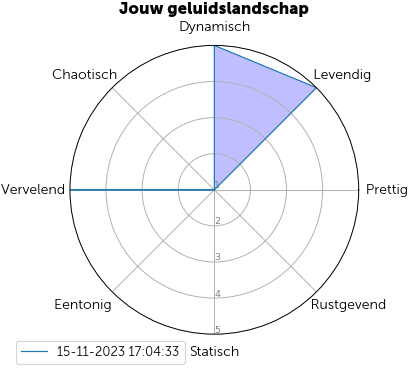 Jouw geluidslandschap
Dynamisch
Chaotisch
Levendig
Vervelend
1
Prettig
2
3
4
Eentonig
Rustgevend
5
15-11-2023 17:04:33
Statisch